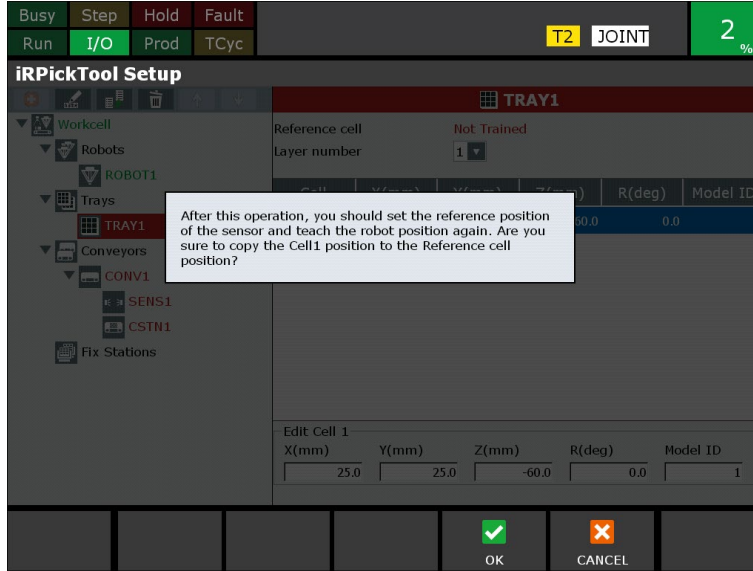 Busy Step Hold Fault
Run I/O Prod TCyc
T2 JOINT
2 %
iRPickTool Setup
TRAY1
Workcell
Robots
ROBOT1
Trays
TRAY1
Conveyors
CONV1
SENS1
CSTN1
Fix Stations
Reference cell Not Trained
Layer number 1
Cell X(mm) Y(mm) Z(mm) R(deg) Model ID
60.0 0.0
After this operation, you should set the reference position
of the sensor and teach the robot position again. Are you
sure to copy the Cell1 position to the Reference cell
position?
Edit Cell 1
X(mm) Y(mm) Z(mm) R(deg) Model ID
25.0 25.0 -60.0 0.0 1
OK CANCEL